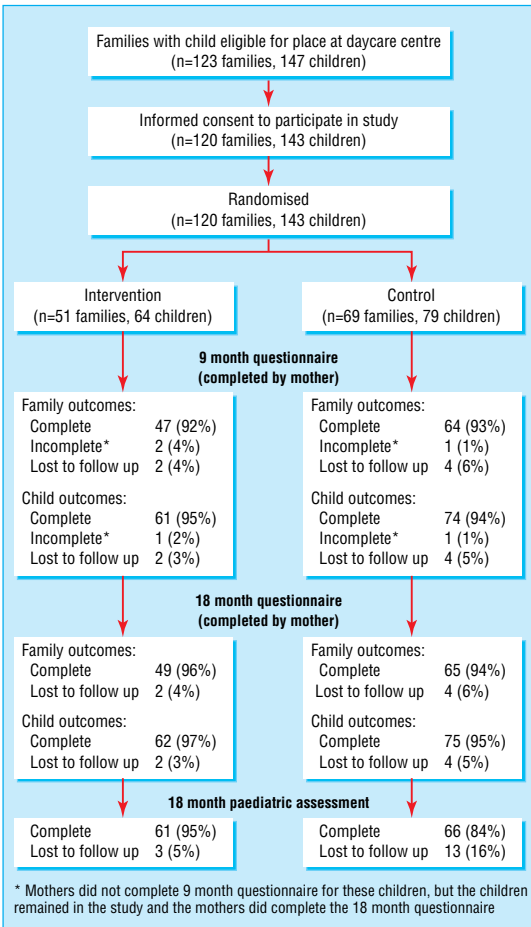 Families with child eligible for place at daycare centre
(n=123 families, 147 children)
Informed consent to participate in study
(n=120 families, 143 children)
Randomised
(n=120 families, 143 children)
Intervention
(n=51 families, 64 children)
Control
(n=69 families, 79 children)
9 month questionnaire
(completed by mother)
Family outcomes:
Complete 47 (92%)
Incomplete* 2 (4%)
Lost to follow up 2 (4%)
Child outcomes:
Complete 61 (95%)
Incomplete* 1 (2%)
Lost to follow up 2 (3%)
Family outcomes:
Complete 64 (93%)
Incomplete* 1 (1%)
Lost to follow up 4 (6%)
Child outcomes:
Complete 74 (94%)
Incomplete* 1 (1%)
Lost to follow up 4 (5%)
18 month questionnaire
(completed by mother)
Family outcomes:
Complete 49 (96%)
Lost to follow up 2 (4%)
Child outcomes:
Complete 62 (97%)
Lost to follow up 2 (3%)
Family outcomes:
Complete 65 (94%)
Lost to follow up 4 (6%)
Child outcomes:
Complete 75 (95%)
Lost to follow up 4 (5%)
18 month paediatric assessment
Complete 61 (95%)
Lost to follow up 3 (5%)
Complete 66 (84%)
Lost to follow up 13 (16%)
* Mothers did not complete 9 month questionnaire for these children, but the children
remained in the study and the mothers did complete the 18 month questionnaire